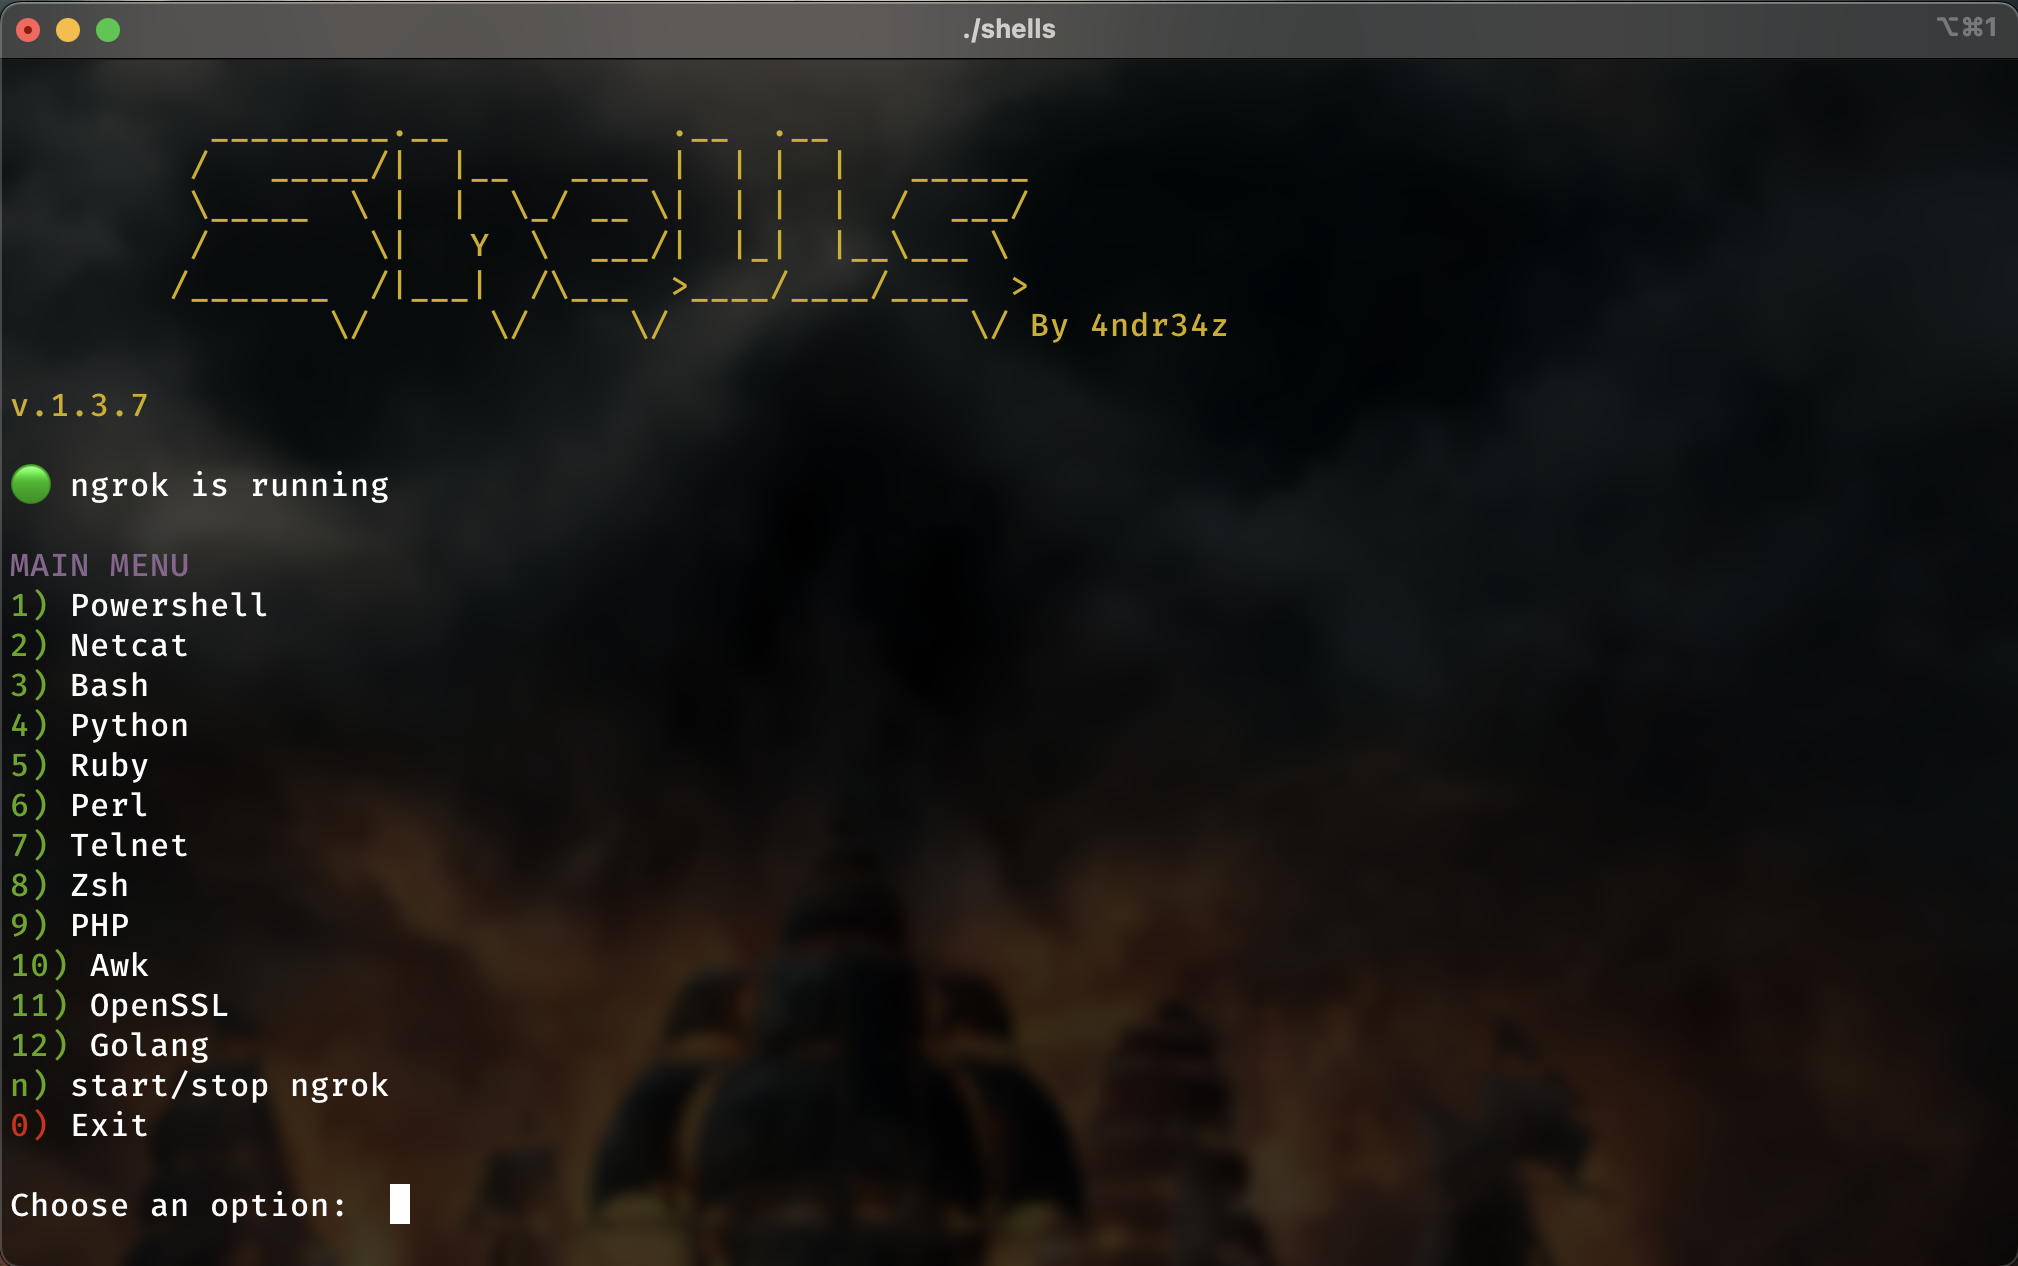 ./shells
⌥⌘1
Shells
By 4ndr34z
v.1.3.7
ngrok is running
MAIN MENU
1) Powershell
2) Netcat
3) Bash
4) Python
5) Ruby
6) Perl
7) Telnet
8) Zsh
9) PHP
10) Awk
11) OpenSSL
12) Golang
n) start/stop ngrok
0) Exit
Choose an option: